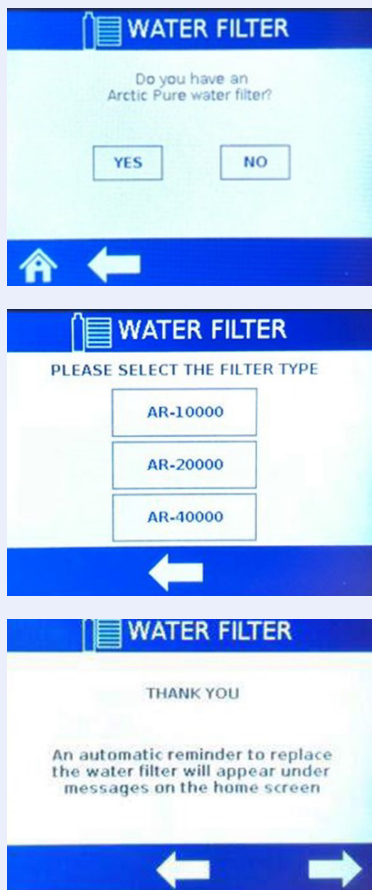 WATER FILTER
Do you have an
Arctic Pure water filter?
YES
NO
WATER FILTER
PLEASE SELECT THE FILTER TYPE
AR-10000
AR-20000
AR-40000
WATER FILTER
THANK YOU
An automatic reminder to replace
the water filter will appear under
messages on the home screen